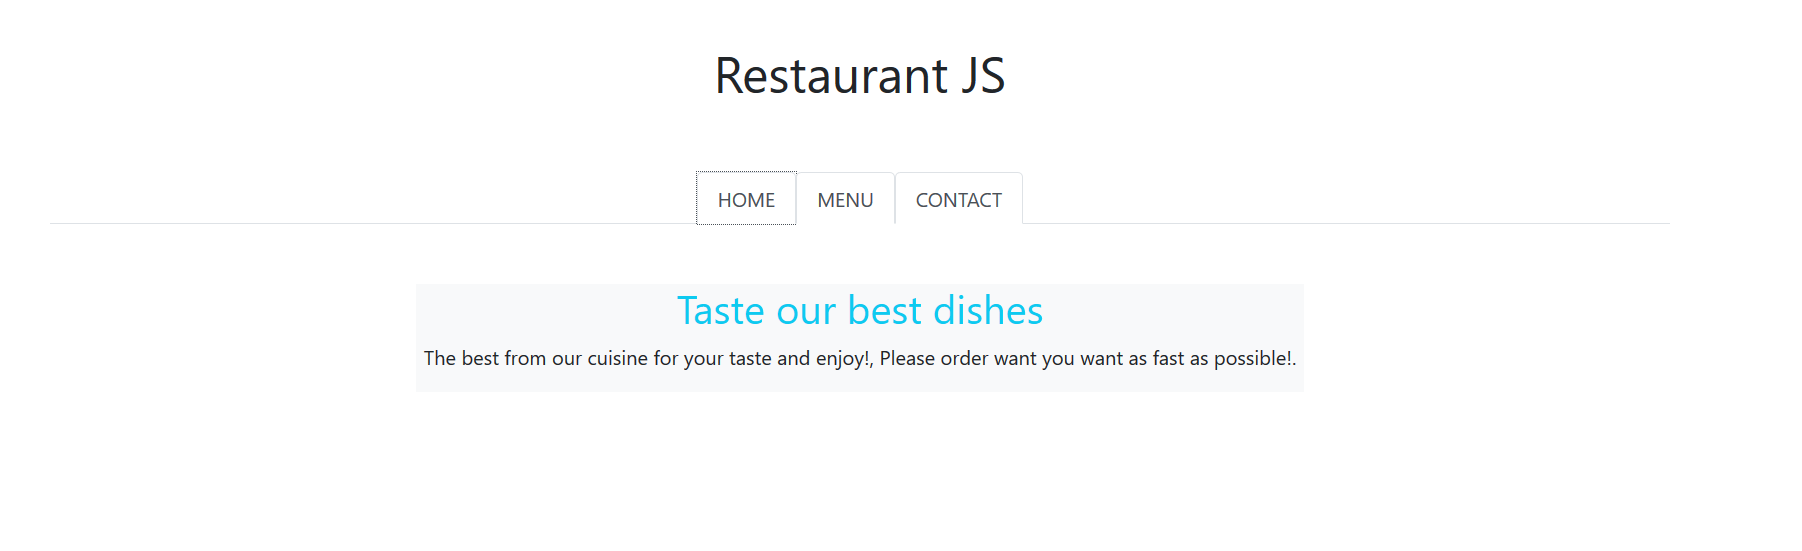 Restaurant JS
HOME MENU CONTACT
Taste our best dishes
The best from our cuisine for your taste and enjoy!, Please order want you want as fast as possible!.